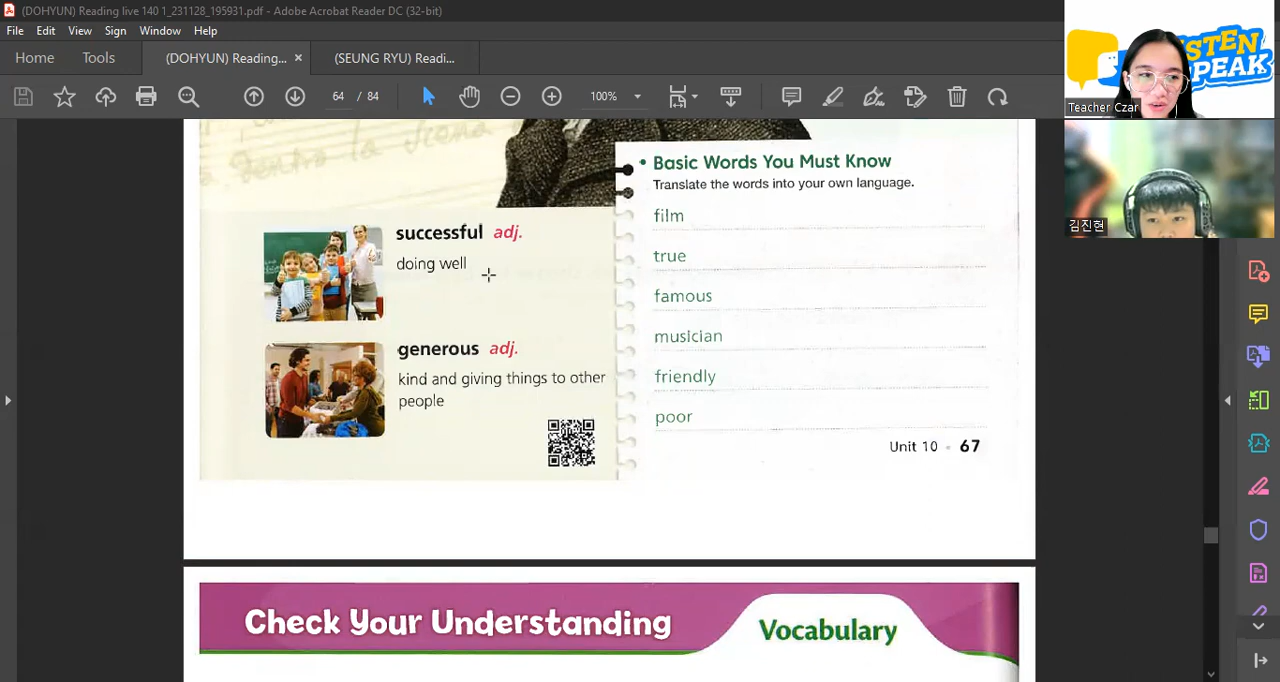 (DOHYUN) Reading live 140 1_231128_195931.pdf - Adobe Acrobat Reader DC (32-bit)
File Edit View Sign Window Help
Home Tools (DOHYUN) Reading... × (SEUNG RYU) Readi...
64 / 84 100%
SPEAK
Teacher Czar
김진현
• Basic Words You Must Know
Translate the words into your own language.
film
true
famous
musician
friendly
poor
Unit 10 • 67
successful adj.
doing well
generous adj.
kind and giving things to other
people
Check Your Understanding
Vocabulary